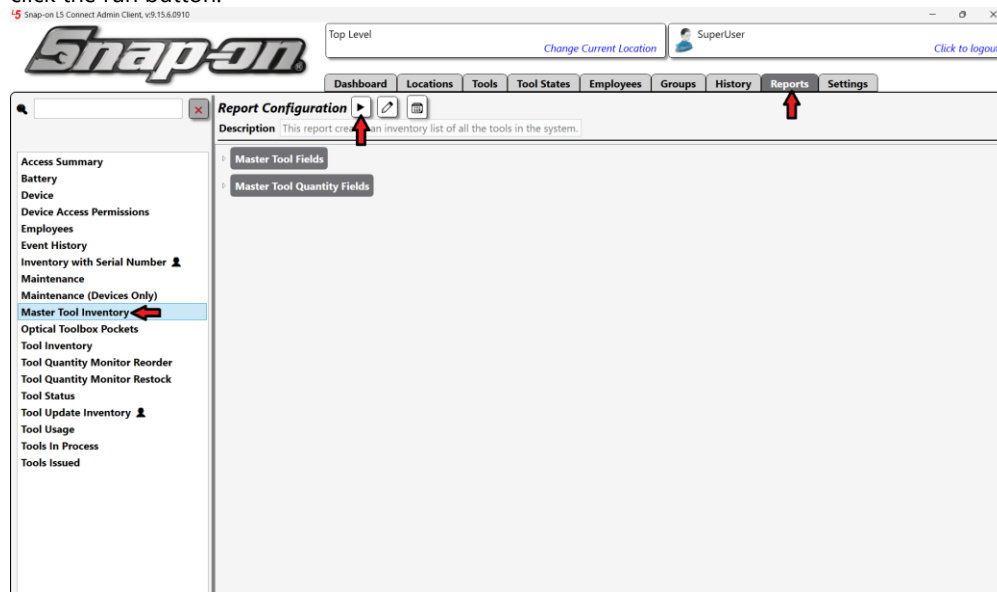 click the run button.
L5 Snap-on L5 Connect Admin Client, v:9.15.6.0910
Snap-on®
Top Level
Change Current Location
SuperUser
Click to logout
Dashboard Locations Tools Tool States Employees Groups History Reports Settings
Report Configuration
Description This report creates an inventory list of all the tools in the system.
Master Tool Fields
Master Tool Quantity Fields
Access Summary
Battery
Device
Device Access Permissions
Employees
Event History
Inventory with Serial Number
Maintenance
Maintenance (Devices Only)
Master Tool Inventory
Optical Toolbox Pockets
Tool Inventory
Tool Quantity Monitor Reorder
Tool Quantity Monitor Restock
Tool Status
Tool Update Inventory
Tool Usage
Tools In Process
Tools Issued